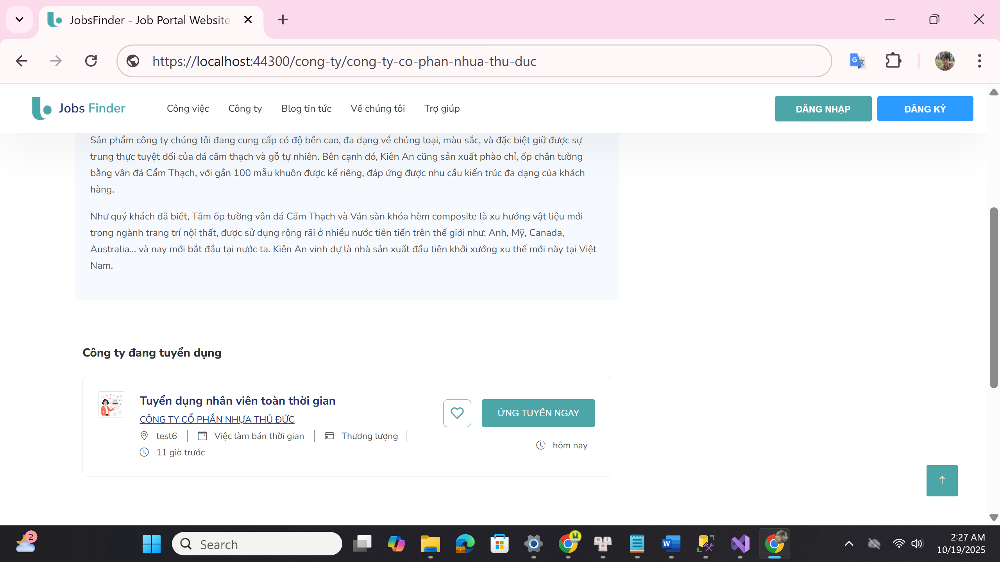 JobsFinder - Job Portal Website
https://localhost:44300/cong-ty/cong-ty-co-phan-nhua-thu-duc
Jobs Finder
Công việc
Công ty
Blog tin tức
Về chúng tôi
Trợ giúp
ĐĂNG NHẬP
ĐĂNG KÝ
Sản phẩm công ty chúng tôi đang cung cấp có độ bền cao, đa dạng về chủng loại, màu sắc, và đặc biệt giữ được sự
trung thực tuyệt đối của đá cẩm thạch và gỗ tự nhiên. Bên cạnh đó, Kiên An cũng sản xuất phào chỉ, ốp chân tường
bằng vân đá Cẩm Thạch, với gần 100 mẫu khuôn được kế riêng, đáp ứng được nhu cầu kiến trúc đa dạng của khách
hàng.
Như quý khách đã biết, Tấm ốp tường vân đá Cẩm Thạch và Ván sàn khóa hèm composite là xu hướng vật liệu mới
trong ngành trang trí nội thất, được sử dụng rộng rãi ở nhiều nước tiên tiến trên thế giới như: Anh, Mỹ, Canada,
Australia... và nay mới bắt đầu tại nước ta. Kiên An vinh dự là nhà sản xuất đầu tiên khởi xướng xu thế mới này tại Việt
Nam.
Công ty đang tuyển dụng
Tuyển dụng nhân viên toàn thời gian
CÔNG TY CỔ PHẦN NHỰA THỦ ĐỨC
test6
Việc làm bán thời gian
Thương lượng
11 giờ trước
ỨNG TUYỂN NGAY
hôm nay
2
Search
2:27 AM
10/19/2025